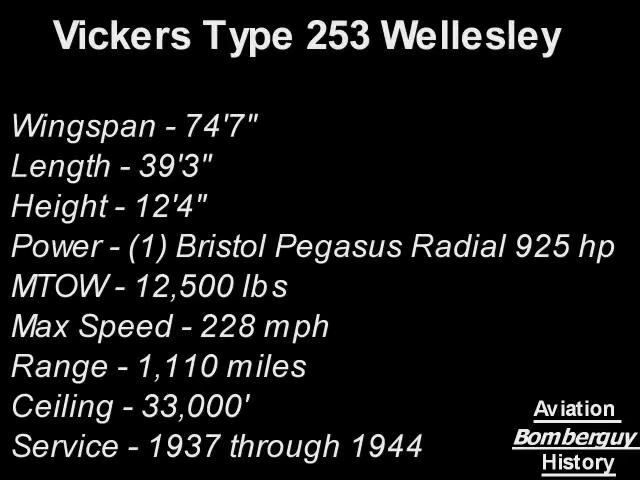 Vickers Type 253 Wellesley
Wingspan - 74'7"
Length - 39'3"
Height - 12'4"
Power - (1) Bristol Pegasus Radial 925 hp
MTOW - 12,500 lbs
Max Speed - 228 mph
Range - 1,110 miles
Ceiling - 33,000'
Service - 1937 through 1944
Aviation
Bomberguy
History